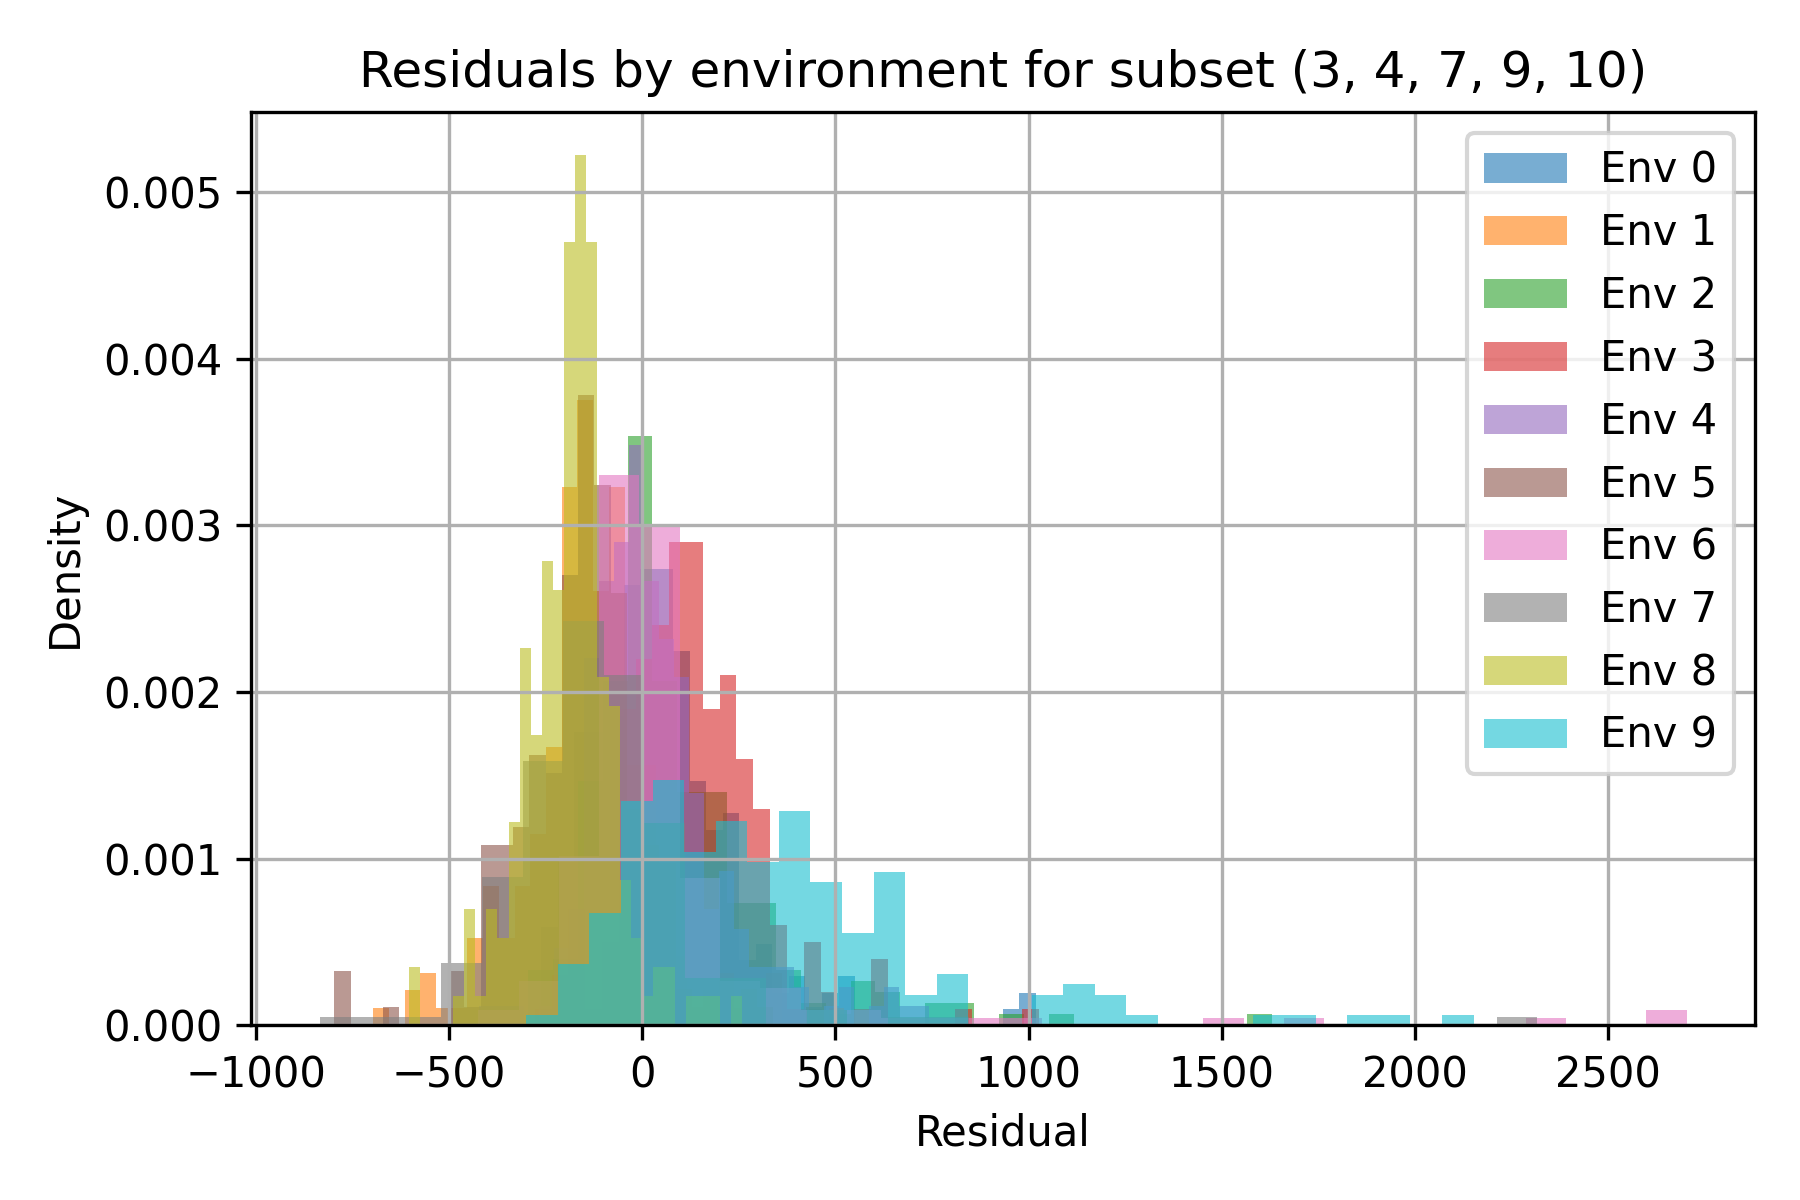 Residuals by environment for subset (3, 4, 7, 9, 10)
Density
0.005
0.004
0.003
0.002
0.001
0.000
−1000
−500
0
500
1000
1500
2000
2500
Residual
Env 0
Env 1
Env 2
Env 3
Env 4
Env 5
Env 6
Env 7
Env 8
Env 9